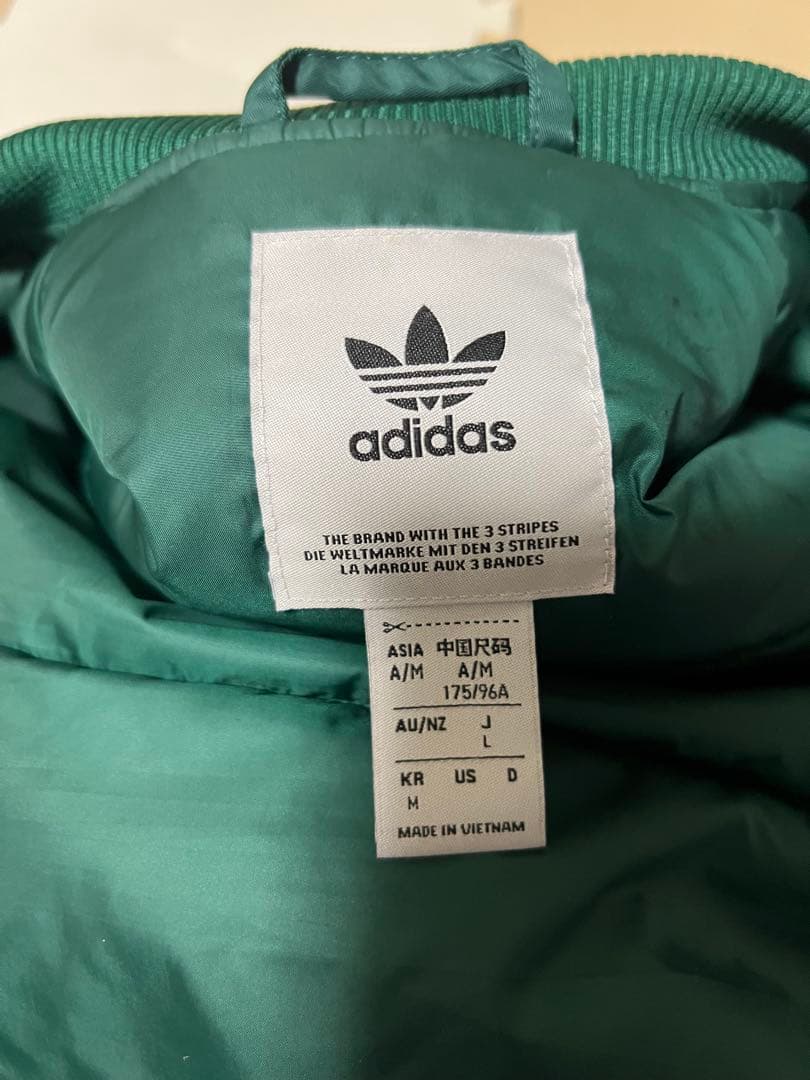 adidas
THE BRAND WITH THE 3 STRIPES
DIE WELTMARKE MIT DEN 3 STREIFEN
LA MARQUE AUX 3 BANDES
ASIA 中国尺码
A/M A/M
175/96A
AU/NZ J
L
KR US D
M
MADE IN VIETNAM